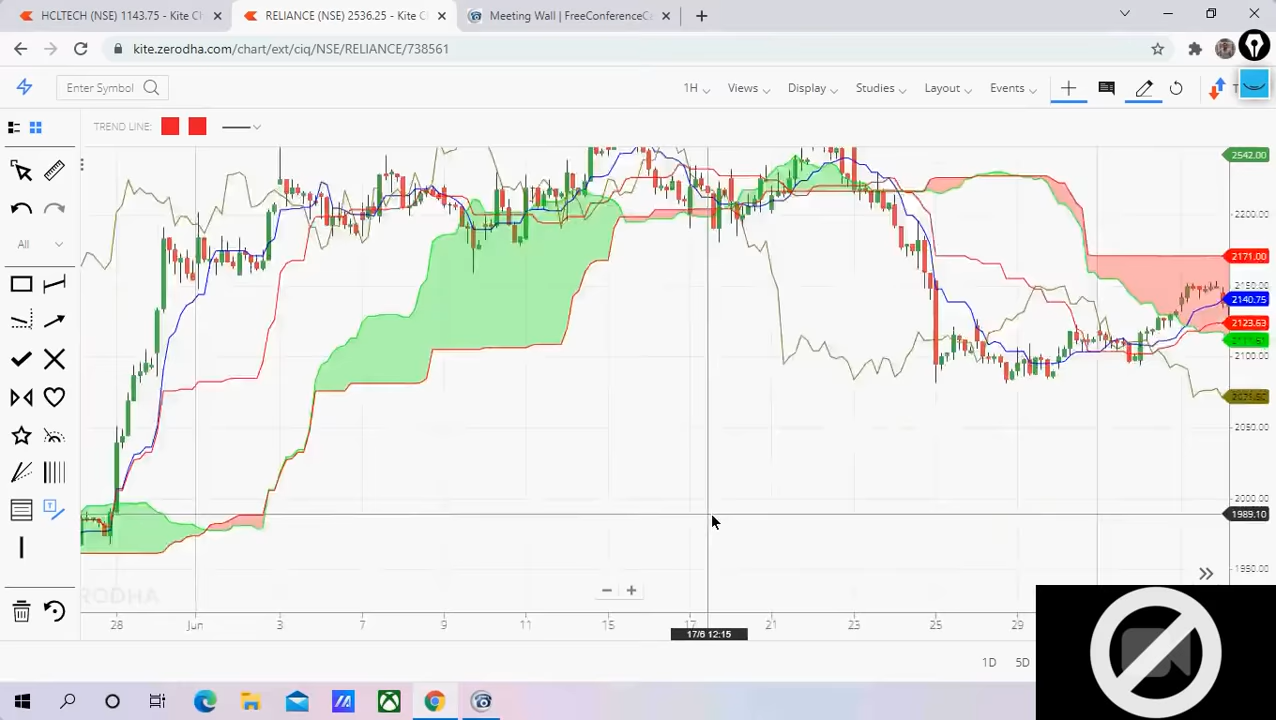 HCLTECH (NSE) 1143.75 - Kite C
RELIANCE (NSE) 2536.25 - Kite C
Meeting Wall | FreeConferenceCa
kite.zerodha.com/chart/ext/ciq/NSE/RELIANCE/738561
Enter Symbol
1H
Views
Display
Studies
Layout
Events
T
TREND LINE:
All
2542.00
2200.00
2171.00
2150.00
2140.75
2123.63
2100.00
2050.00
2000.00
1989.10
1950.00
RODHA
28
Jun
3
7
9
11
15
17
21
23
25
29
17/6 12:15
1D
5D